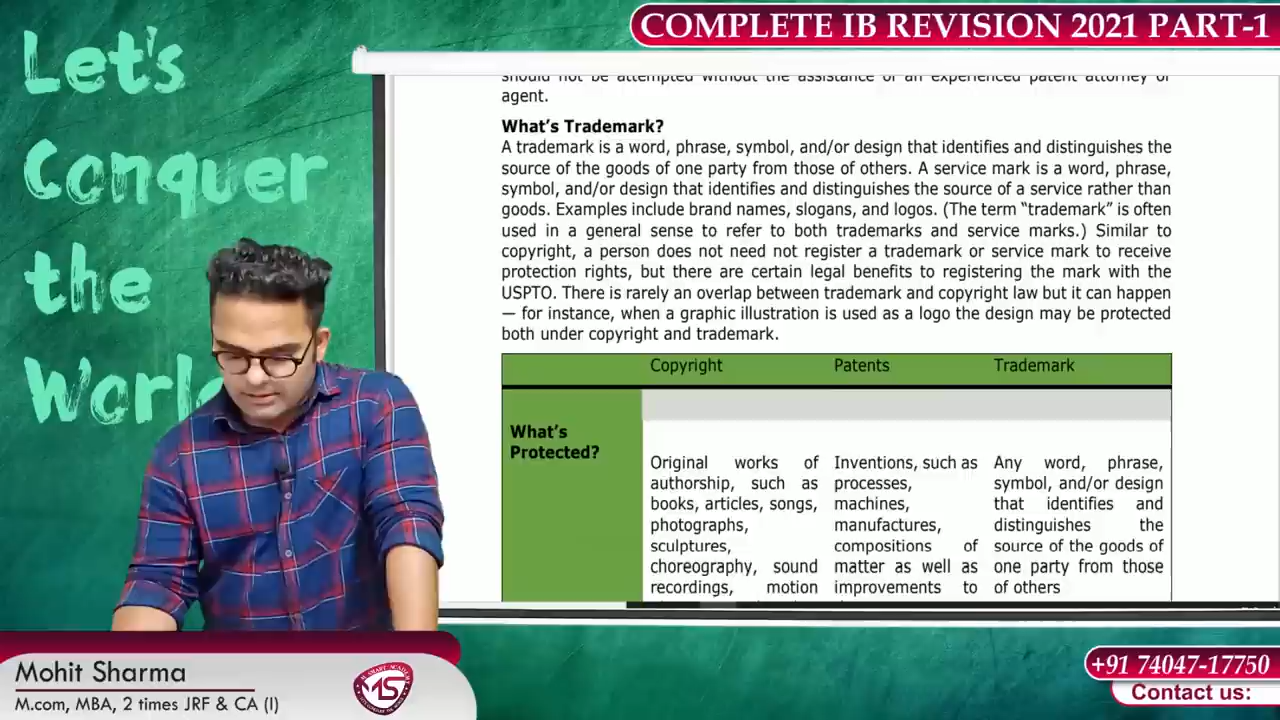 COMPLETE IB REVISION 2021 PART-1
Let's
Conquer
the
World
should not be attempted without the assistance of an experienced patent attorney or
agent.
What's Trademark?
A trademark is a word, phrase, symbol, and/or design that identifies and distinguishes the
source of the goods of one party from those of others. A service mark is a word, phrase,
symbol, and/or design that identifies and distinguishes the source of a service rather than
goods. Examples include brand names, slogans, and logos. (The term “trademark” is often
used in a general sense to refer to both trademarks and service marks.) Similar to
copyright, a person does not need not register a trademark or service mark to receive
protection rights, but there are certain legal benefits to registering the mark with the
USPTO. There is rarely an overlap between trademark and copyright law but it can happen
— for instance, when a graphic illustration is used as a logo the design may be protected
both under copyright and trademark.
Copyright Patents Trademark
What's
Protected?
Original works of
authorship, such as
books, articles, songs,
photographs,
sculptures,
choreography, sound
recordings, motion
Inventions, such as
processes,
machines,
manufactures,
compositions of
matter as well as
improvements to
Any word, phrase,
symbol, and/or design
that identifies and
distinguishes the
source of the goods of
one party from those
of others
Mohit Sharma
M.com, MBA, 2 times JRF & CA (I)
MS
+91 74047-17750
Contact us: